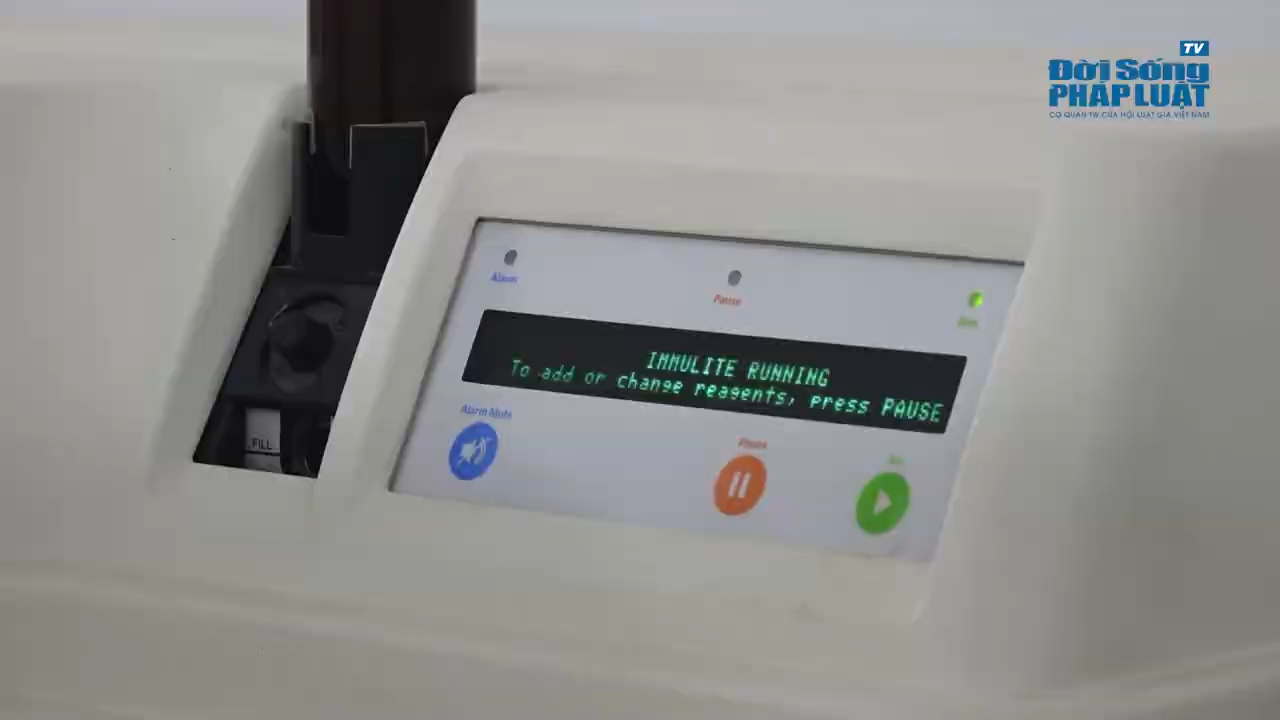 TV
Đời Sống
PHÁP LUẬT
CƠ QUAN TW CỦA HỘI LUẬT GIA VIỆT NAM
Alarm
Pause
Run
IMMULITE RUNNING
To add or change reagents, press PAUSE
Alarm Mute
Pause
FILL